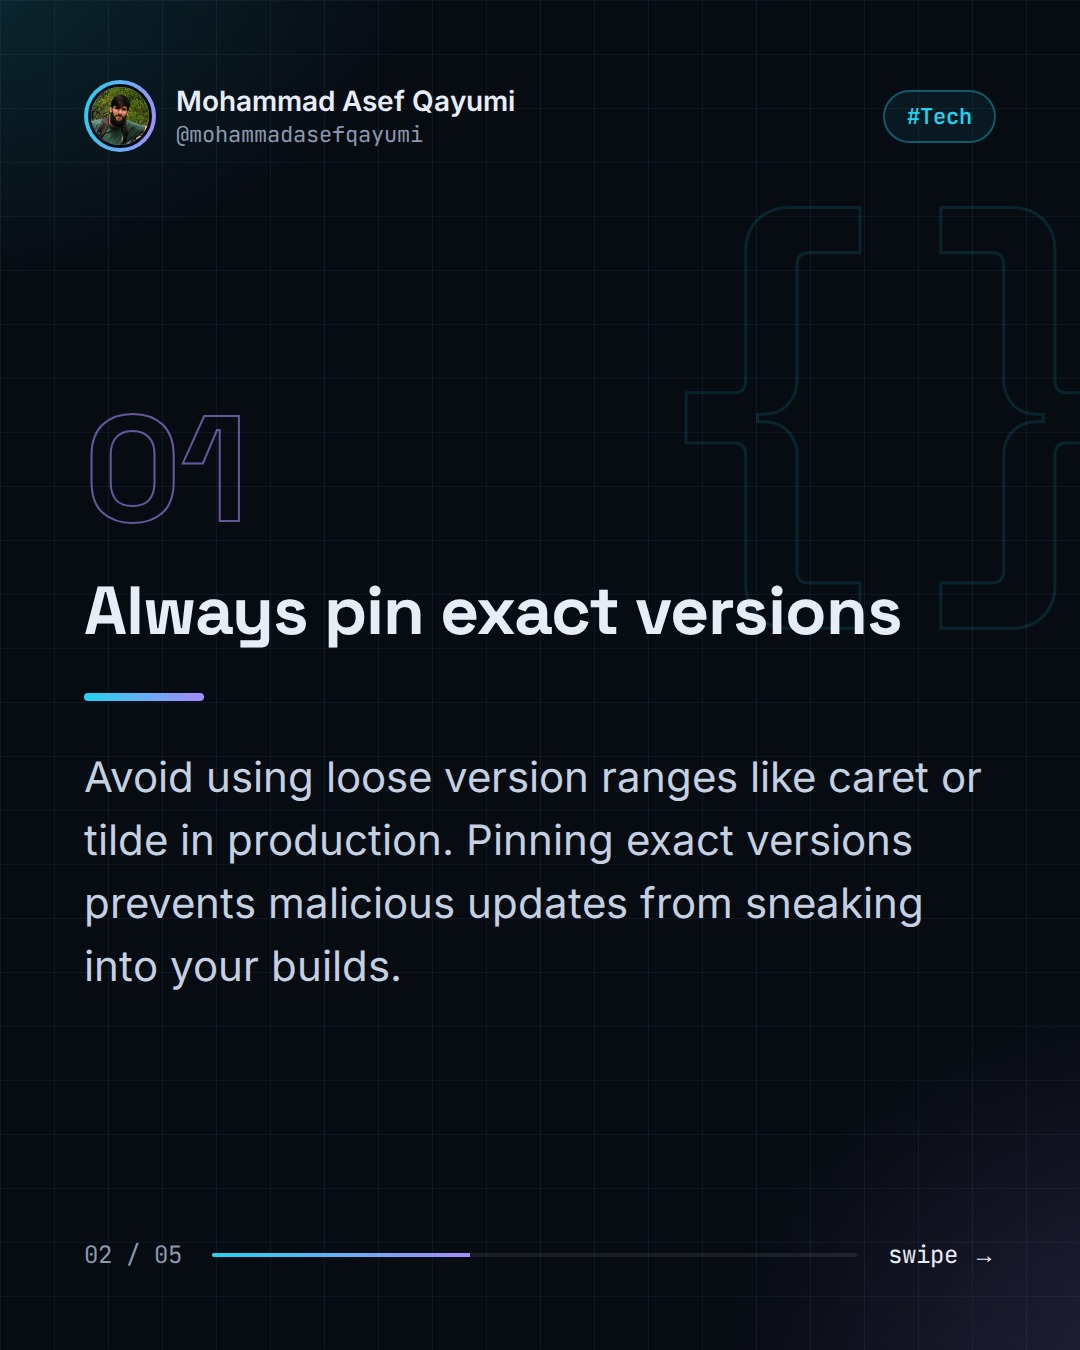 Mohammad Asef Qayumi
@mohammadasefqayumi
#Tech
{}
01
Always pin exact versions
Avoid using loose version ranges like caret or
tilde in production. Pinning exact versions
prevents malicious updates from sneaking
into your builds.
02 / 05
swipe →